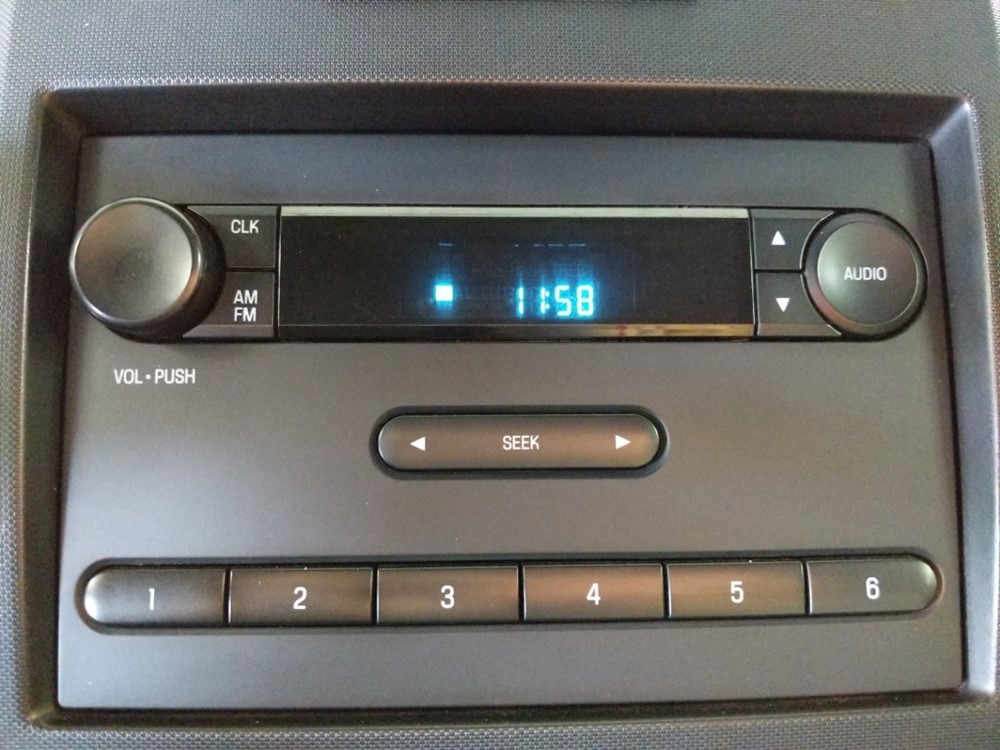 CLK
AM
FM
11:58
▲
▼
AUDIO
VOL • PUSH
◀ SEEK ▶
1 2 3 4 5 6